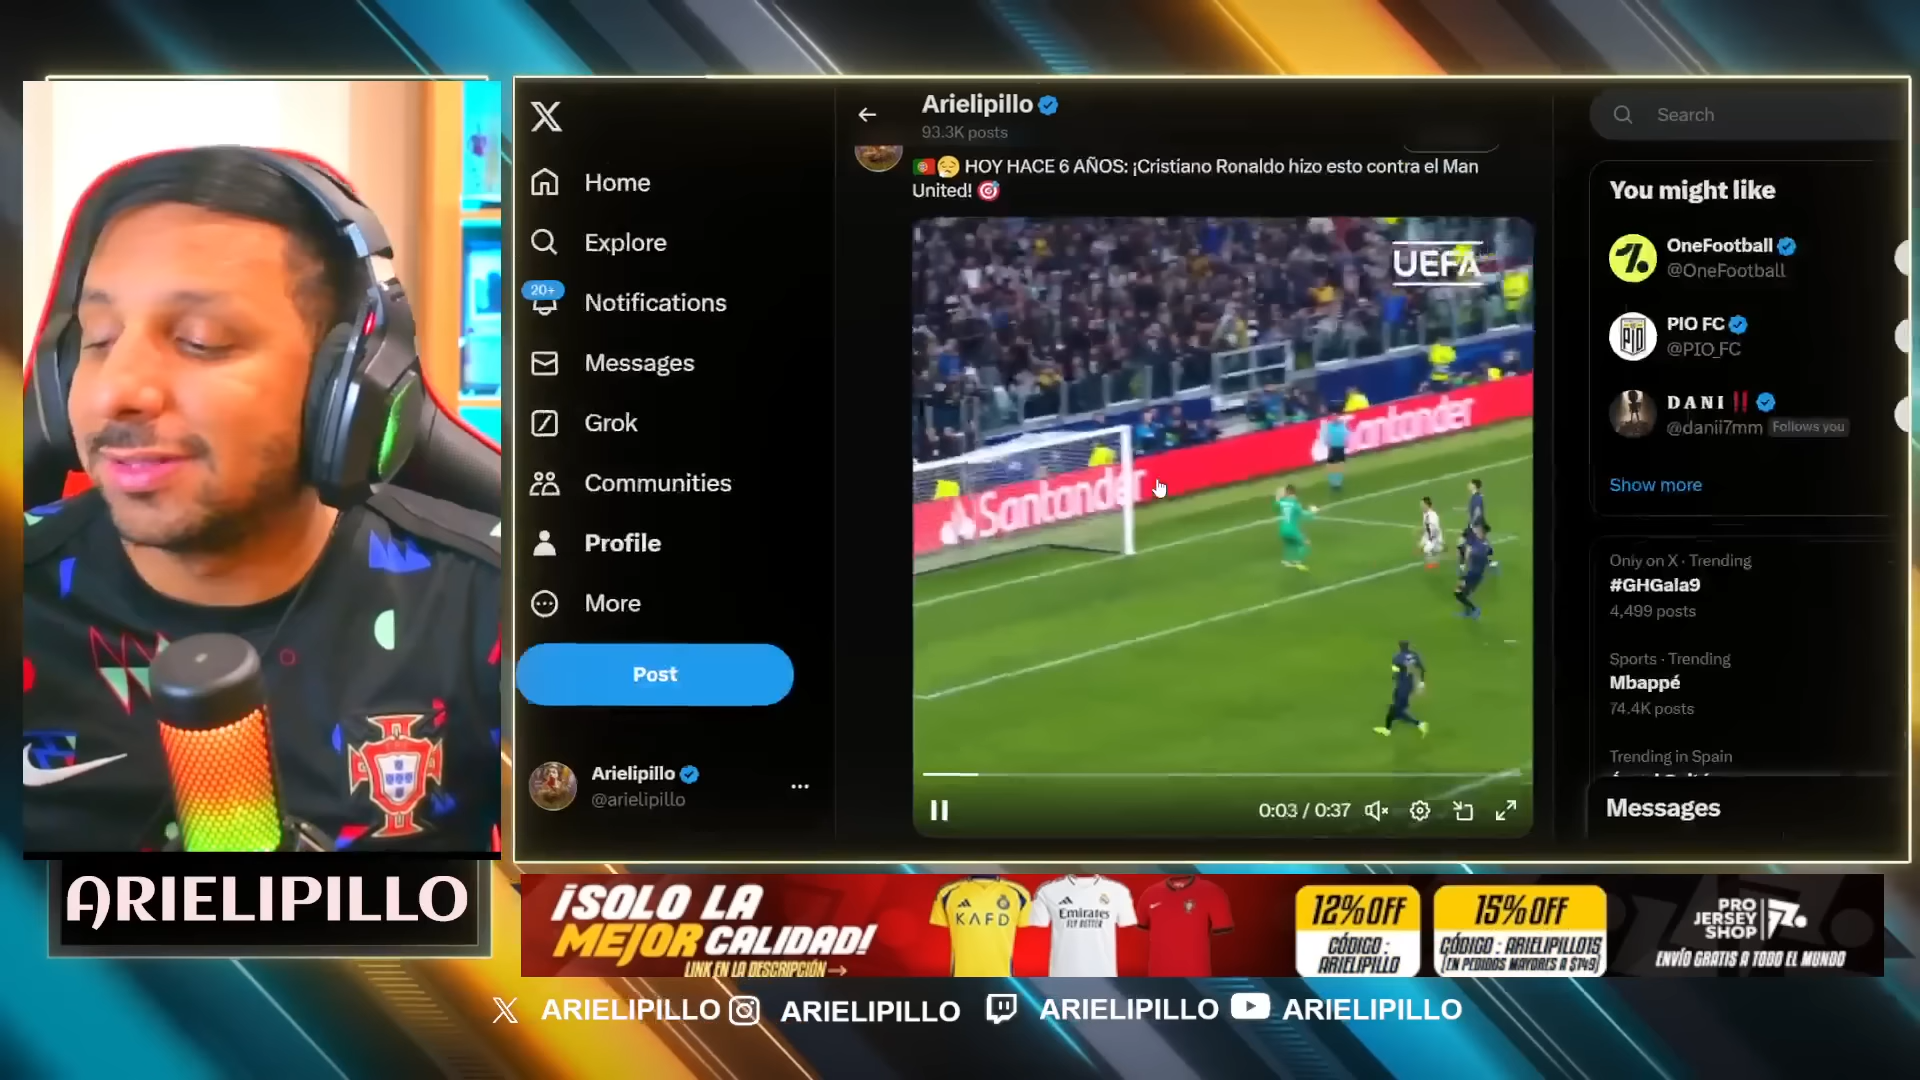 Home
Explore
20+
Notifications
Messages
Grok
Communities
Profile
More
Post
Arielipillo
@arielipillo
Arielipillo
93.3K posts
HOY HACE 6 AÑOS: ¡Cristiano Ronaldo hizo esto contra el Man
United!
UEFA
Santander
Santander
0:03 / 0:37
Search
You might like
OneFootball
@OneFootball
PIO FC
@PIO_FC
DANI
@danii7mm Follows you
Show more
Only on X · Trending
#GHGala9
4,499 posts
Sports · Trending
Mbappé
74.4K posts
Trending in Spain
Messages
ARIELIPILLO
¡SOLO LA
MEJOR CALIDAD!
LINK EN LA DESCRIPCIÓN
KAFD
Emirates
FLY BETTER
12% OFF
CÓDIGO :
ARIELIPILLO
15% OFF
CÓDIGO : ARIELIPILLO15
(EN PEDIDOS MAYORES A $149)
PRO
JERSEY
SHOP
ENVÍO GRATIS A TODO EL MUNDO
ARIELIPILLO ARIELIPILLO ARIELIPILLO ARIELIPILLO